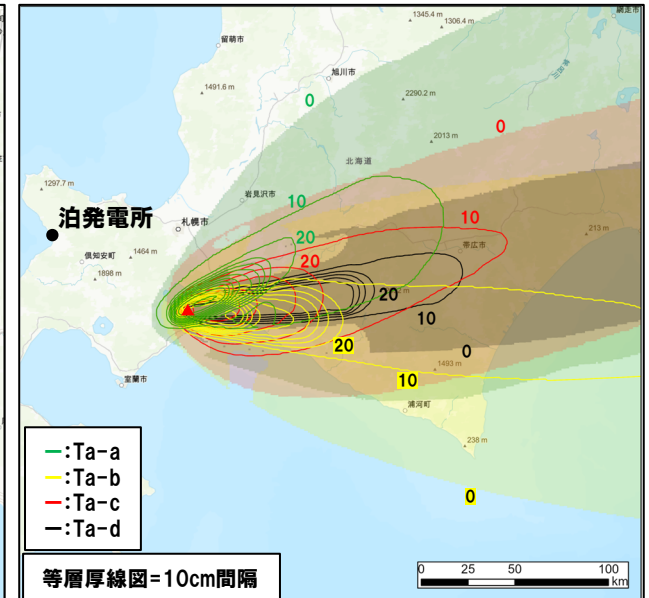 1345.4 m
1306.4 m
網走市
留萌市
旭川市
1491.6 m
0
2290.2 m
0
2013 m
北海道
1297.7 m
岩見沢市
10
泊発電所
札幌市
10
213 m
20
帯広市
倶知安町
1464 m
20
1898 m
20
10
20
0
1493 m
室蘭市
10
浦河町
238 m
0
ー:Ta-a
ー:Ta-b
ー:Ta-c
ー:Ta-d
等層厚線図=10cm間隔
0 25 50 100
km